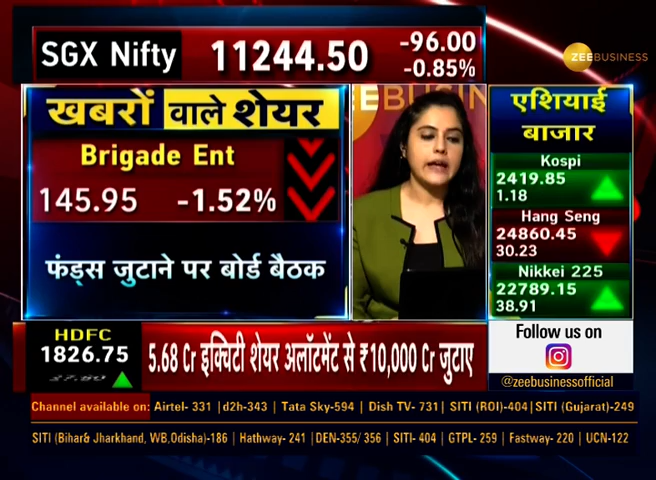 SGX Nifty 11244.50 -96.00
-0.85%
ZEE BUSINESS
खबरों वाले शेयर
Brigade Ent
145.95 -1.52%
फंड्स जुटाने पर बोर्ड बैठक
EE BUSIN
एशियाई
बाजार
Kospi
2419.85
1.18
Hang Seng
24860.45
30.23
Nikkei 225
22789.15
38.91
HDFC
1826.75
5.68 Cr इक्विटी शेयर अलॉटमेंट से ₹10,000 Cr जुटाए
Follow us on
@zeebusinessofficial
Channel available on: Airtel- 331 |d2h-343 | Tata Sky-594 | Dish TV- 731| SITI (ROI)-404|SITI (Gujarat)-249
SITI (Bihar& Jharkhand, WB,Odisha)-186 | Hathway- 241 |DEN-355/ 356 | SITI- 404 | GTPL- 259 | Fastway- 220 | UCN-122